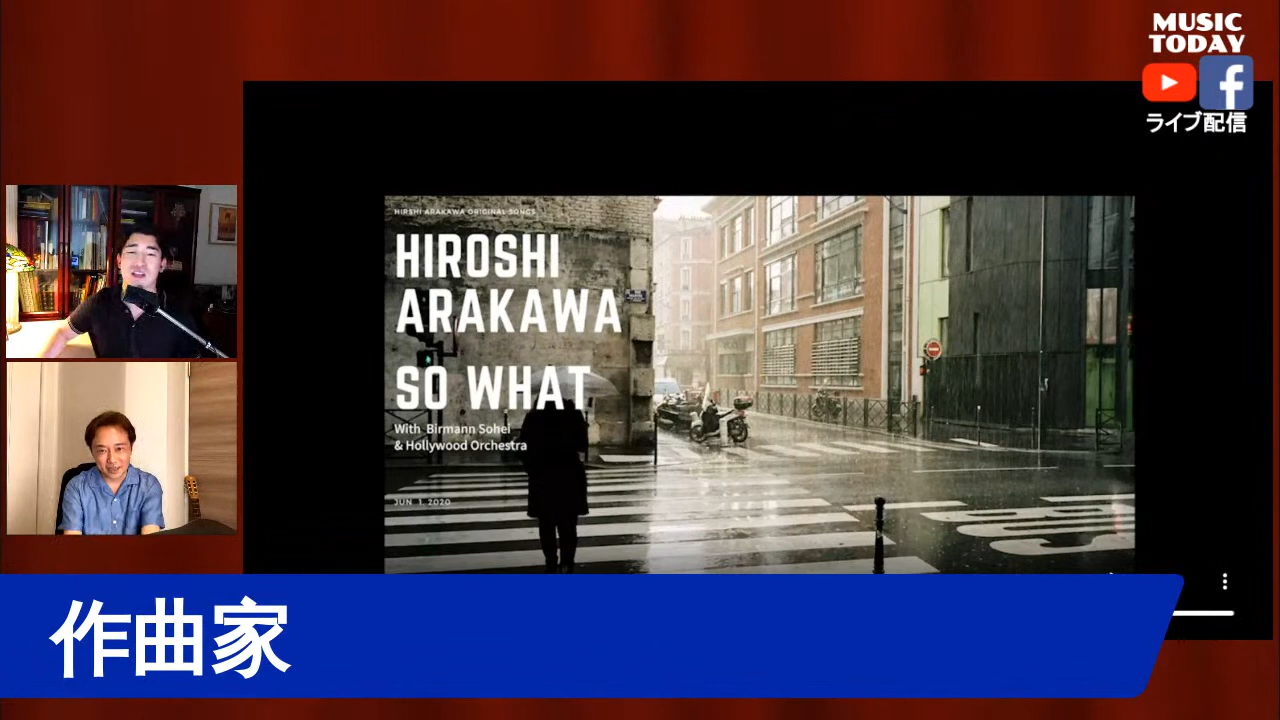 MUSIC
TODAY
ライブ配信
HIRSHI ARAKAWA ORIGINAL SONGS
HIROSHI
ARAKAWA
SO WHAT
With Birmann Sohei
& Hollywood Orchestra
JUN 1, 2020
作曲家